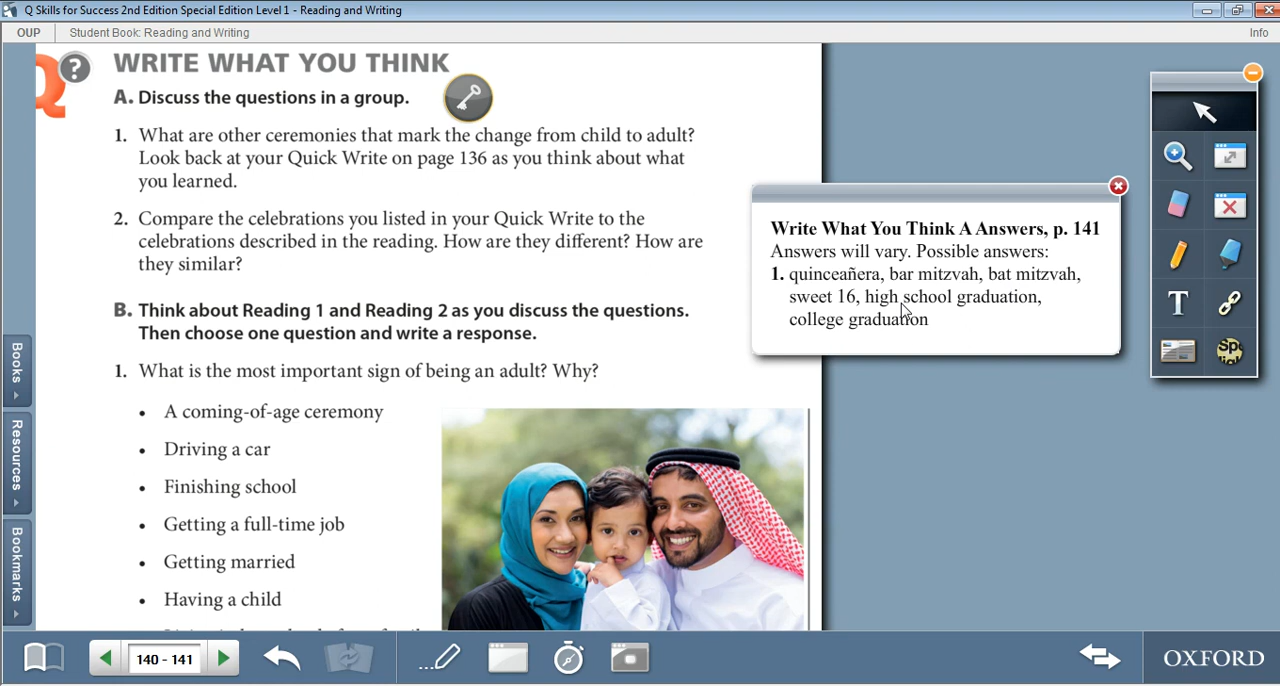 Q Skills for Success 2nd Edition Special Edition Level 1 - Reading and Writing
OUP
Student Book: Reading and Writing
Info
Q
?
WRITE WHAT YOU THINK
A. Discuss the questions in a group.
1. What are other ceremonies that mark the change from child to adult?
Look back at your Quick Write on page 136 as you think about what
you learned.
2. Compare the celebrations you listed in your Quick Write to the
celebrations described in the reading. How are they different? How are
they similar?
B. Think about Reading 1 and Reading 2 as you discuss the questions.
Then choose one question and write a response.
1. What is the most important sign of being an adult? Why?
• A coming-of-age ceremony
• Driving a car
• Finishing school
• Getting a full-time job
• Getting married
• Having a child
Write What You Think A Answers, p. 141
Answers will vary. Possible answers:
1. quinceañera, bar mitzvah, bat mitzvah,
sweet 16, high school graduation,
college graduation
T
Books
Resources
Bookmarks
140 - 141
OXFORD